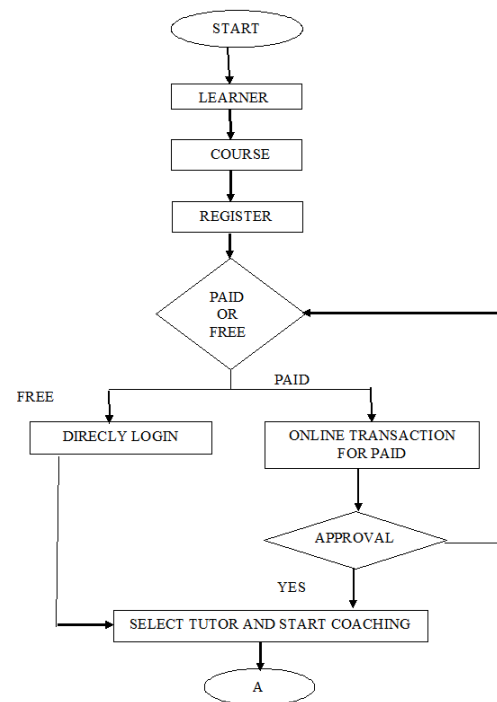 START
LEARNER
COURSE
REGISTER
PAID
OR
FREE
PAID
FREE
DIRECLY LOGIN
ONLINE TRANSACTION
FOR PAID
APPROVAL
YES
SELECT TUTOR AND START COACHING
A